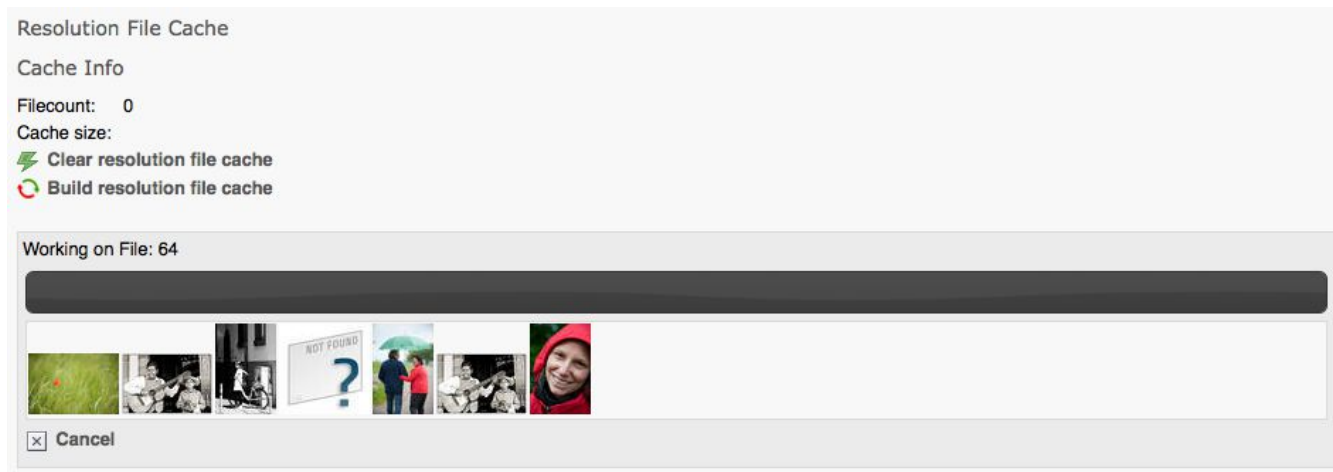 Resolution File Cache
Cache Info
Filecount: 0
Cache size:
Clear resolution file cache
Build resolution file cache
Working on File: 64
NOT FOUND
?
Cancel